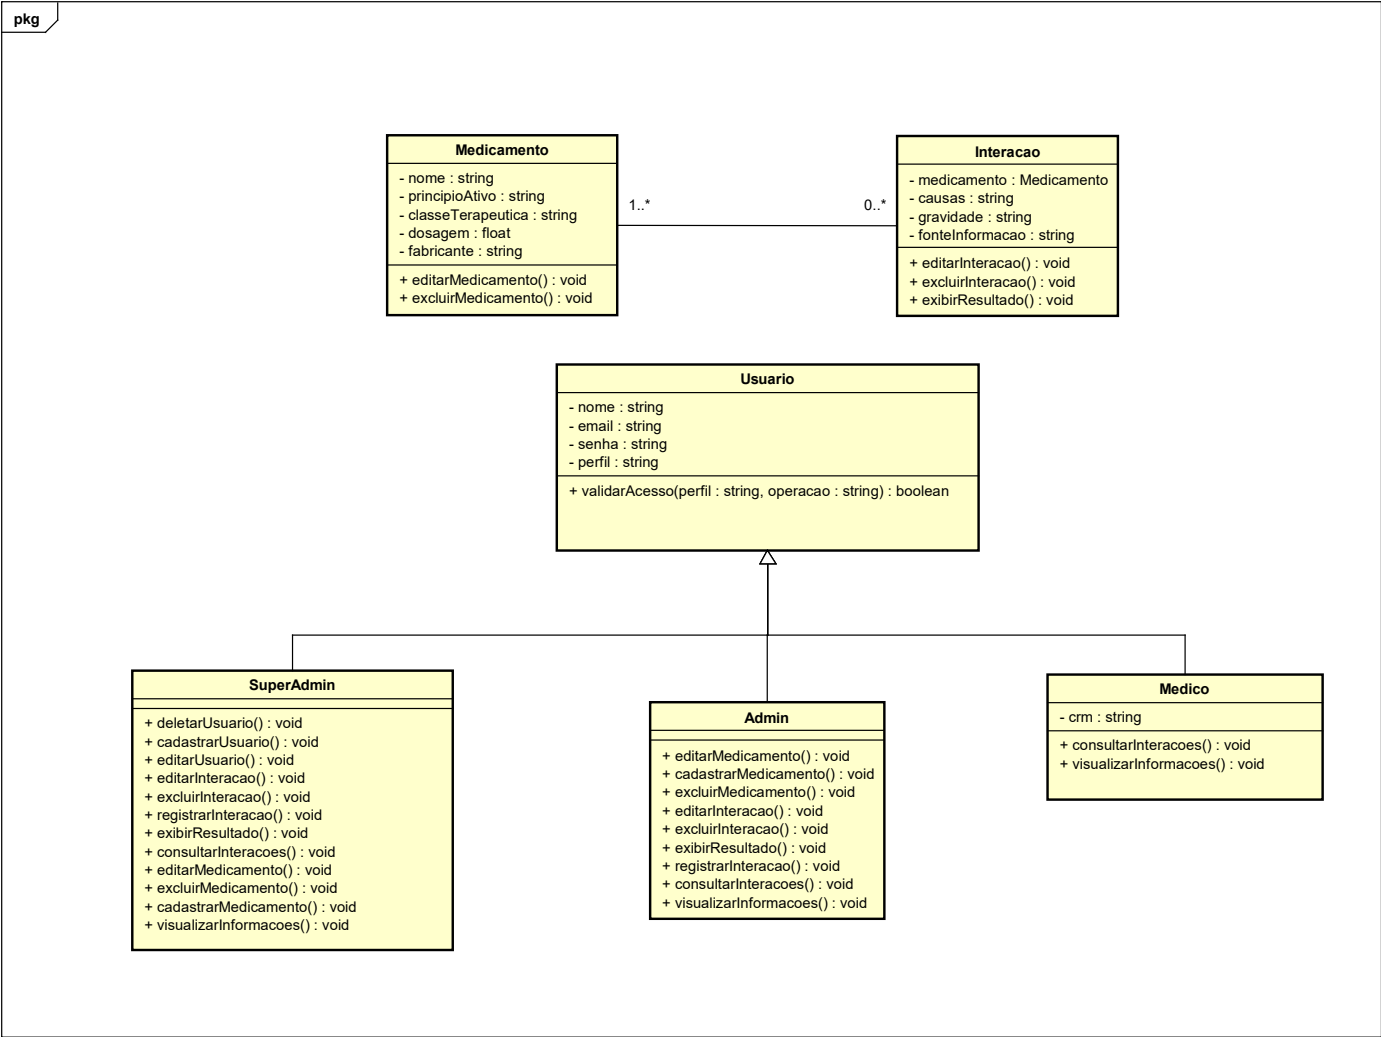 pkg
Medicamento
- nome : string
- principioAtivo : string
- classeTerapeutica : string
- dosagem : float
- fabricante : string
+ editarMedicamento() : void
+ excluirMedicamento() : void
1..*
0..*
Interacao
- medicamento : Medicamento
- causas : string
- gravidade : string
- fonteInformacao : string
+ editarInteracao() : void
+ excluirInteracao() : void
+ exibirResultado() : void
Usuario
- nome : string
- email : string
- senha : string
- perfil : string
+ validarAcesso(perfil : string, operacao : string) : boolean
SuperAdmin
+ deletarUsuario() : void
+ cadastrarUsuario() : void
+ editarUsuario() : void
+ editarInteracao() : void
+ excluirInteracao() : void
+ registrarInteracao() : void
+ exibirResultado() : void
+ consultarInteracoes() : void
+ editarMedicamento() : void
+ excluirMedicamento() : void
+ cadastrarMedicamento() : void
+ visualizarInformacoes() : void
Admin
+ editarMedicamento() : void
+ cadastrarMedicamento() : void
+ excluirMedicamento() : void
+ editarInteracao() : void
+ excluirInteracao() : void
+ exibirResultado() : void
+ registrarInteracao() : void
+ consultarInteracoes() : void
+ visualizarInformacoes() : void
Medico
- crm : string
+ consultarInteracoes() : void
+ visualizarInformacoes() : void